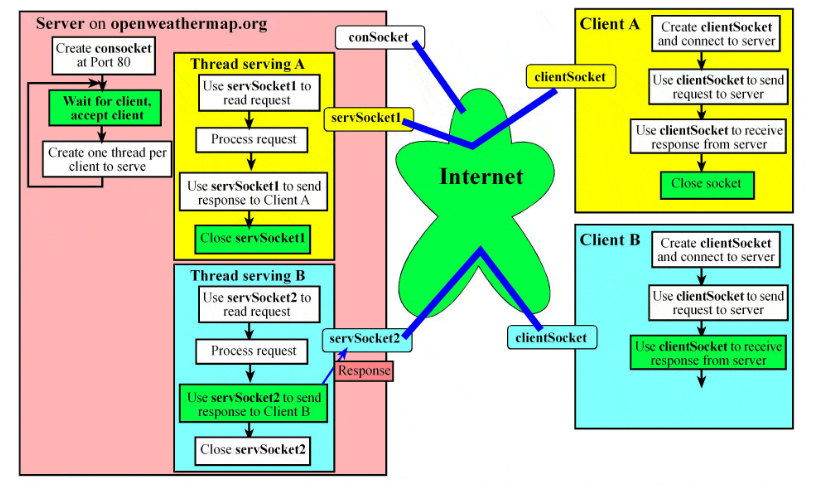 Server on openweathermap.org
Create consocket
at Port 80
Wait for client,
accept client
Create one thread per
client to serve
Thread serving A
Use servSocket1 to
read request
Process request
Use servSocket1 to send
response to Client A
Close servSocket1
Thread serving B
Use servSocket2 to
read request
Process request
Use servSocket2 to send
response to Client B
Close servSocket2
conSocket
servSocket1
clientSocket
Internet
servSocket2
Response
clientSocket
Client A
Create clientSocket
and connect to server
Use clientSocket to send
request to server
Use clientSocket to receive
response from server
Close socket
Client B
Create clientSocket
and connect to server
Use clientSocket to send
request to server
Use clientSocket to receive
response from server